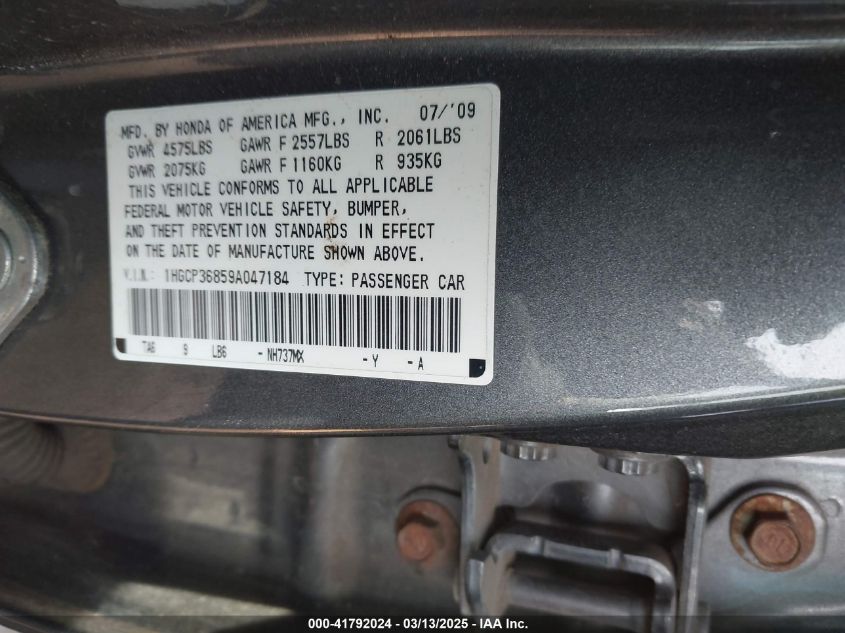 MFD. BY HONDA OF AMERICA MFG., INC. 07/'09
GVWR 4575LBS GAWR F 2557LBS R 2061LBS
GVWR 2075KG GAWR F 1160KG R 935KG
THIS VEHICLE CONFORMS TO ALL APPLICABLE
FEDERAL MOTOR VEHICLE SAFETY, BUMPER,
AND THEFT PREVENTION STANDARDS IN EFFECT
ON THE DATE OF MANUFACTURE SHOWN ABOVE.
V.I.N.: 1HGCP36859A047184 TYPE: PASSENGER CAR
TA6 9 LB6 -NH737MX -Y -A
000-41792024 - 03/13/2025 - IAA Inc.